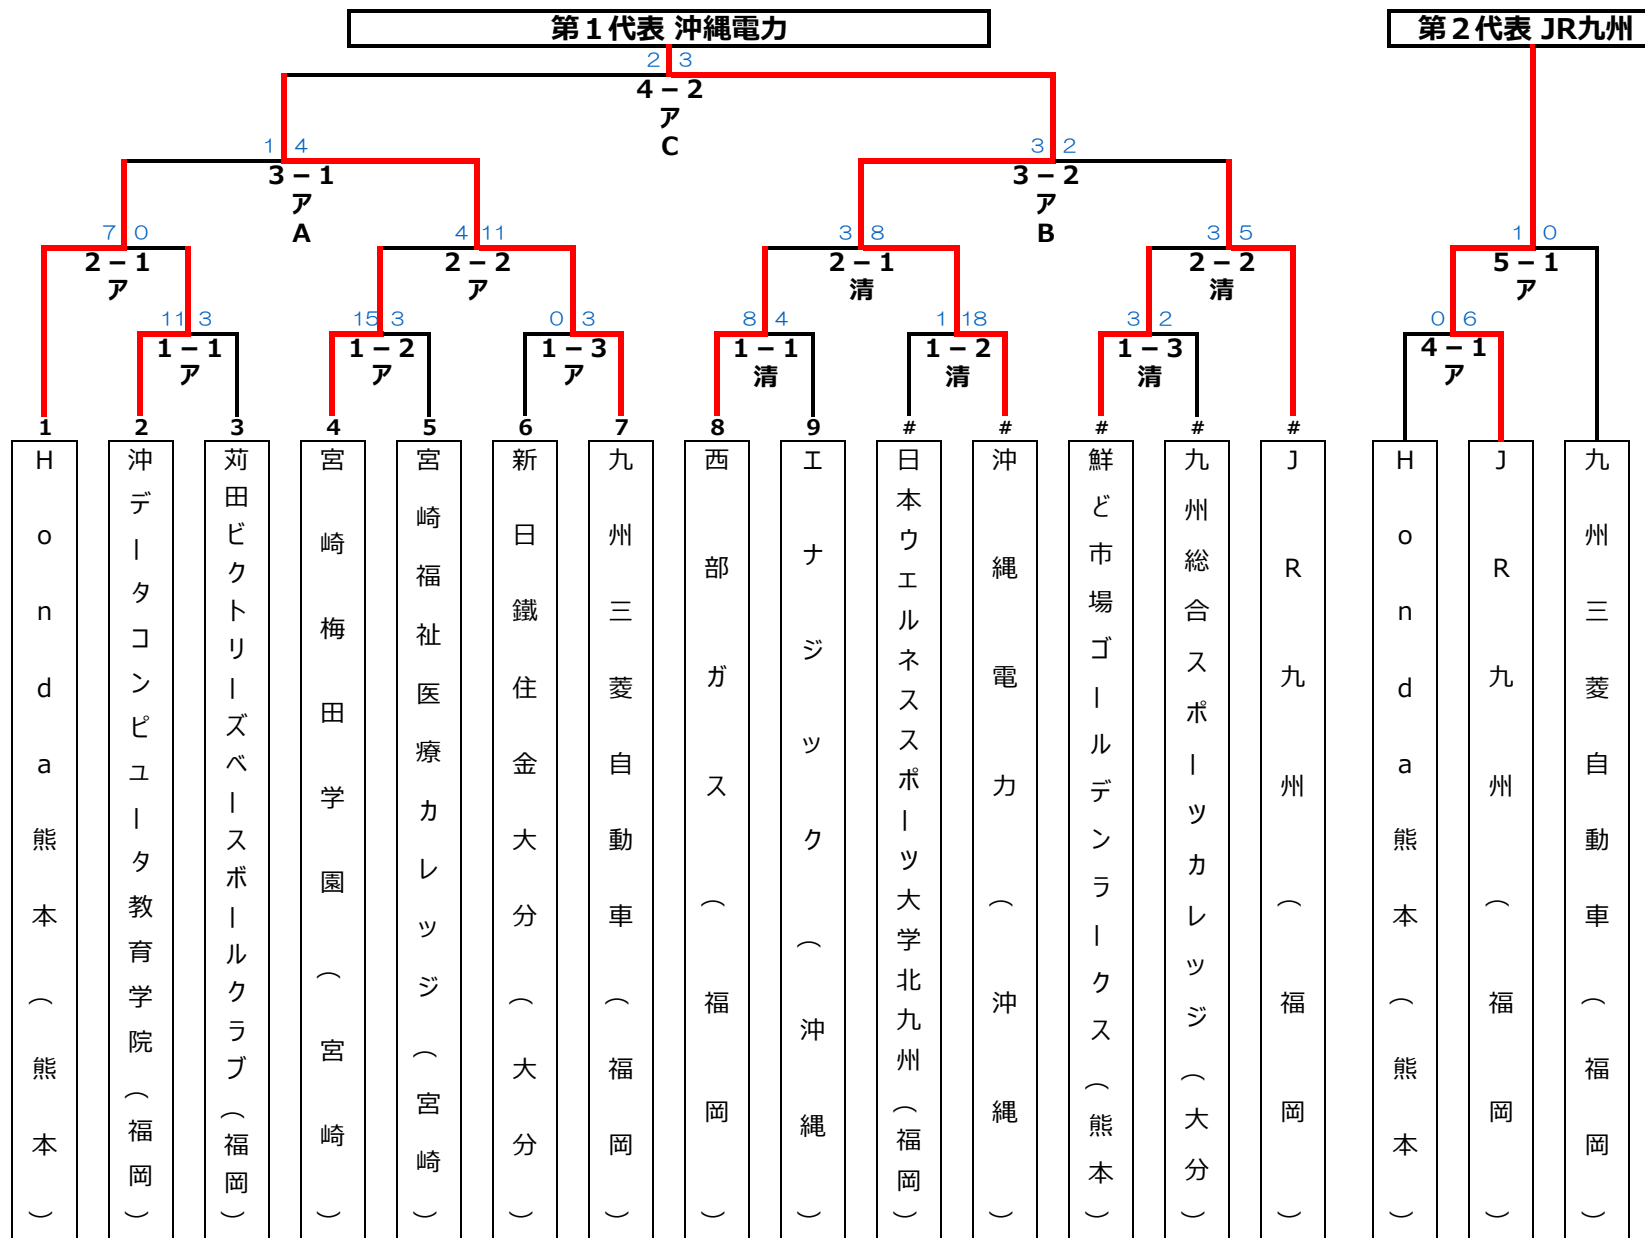 第１代表 沖縄電力
第２代表 JR九州
2 3
4－2
ア
C
1 4
3－1
ア
A
3 2
3－2
ア
B
7 0
2－1
ア
4 11
2－2
ア
3 8
2－1
清
3 5
2－2
清
1 0
5－1
ア
11 3
1－1
ア
15 3
1－2
ア
0 3
1－3
ア
8 4
1－1
清
1 18
1－2
清
3 2
1－3
清
0 6
4－1
ア
1 2 3 4 5 6 7 8 9 # # # # #
Honda熊本（熊本）
沖データコンピュータ教育学院（福岡）
苅田ビクトリーズベースボールクラブ（福岡）
宮崎梅田学園（宮崎）
宮崎福祉医療カレッジ（宮崎）
新日鐵住金大分（大分）
九州三菱自動車（福岡）
西部ガス（福岡）
エナジック（沖縄）
日本ウエルネススポーツ大学北九州（福岡）
沖縄電力（沖縄）
鮮ど市場ゴールデンラークス（熊本）
九州総合スポーツカレッジ（大分）
JR九州（福岡）
Honda熊本（熊本）
JR九州（福岡）
九州三菱自動車（福岡）